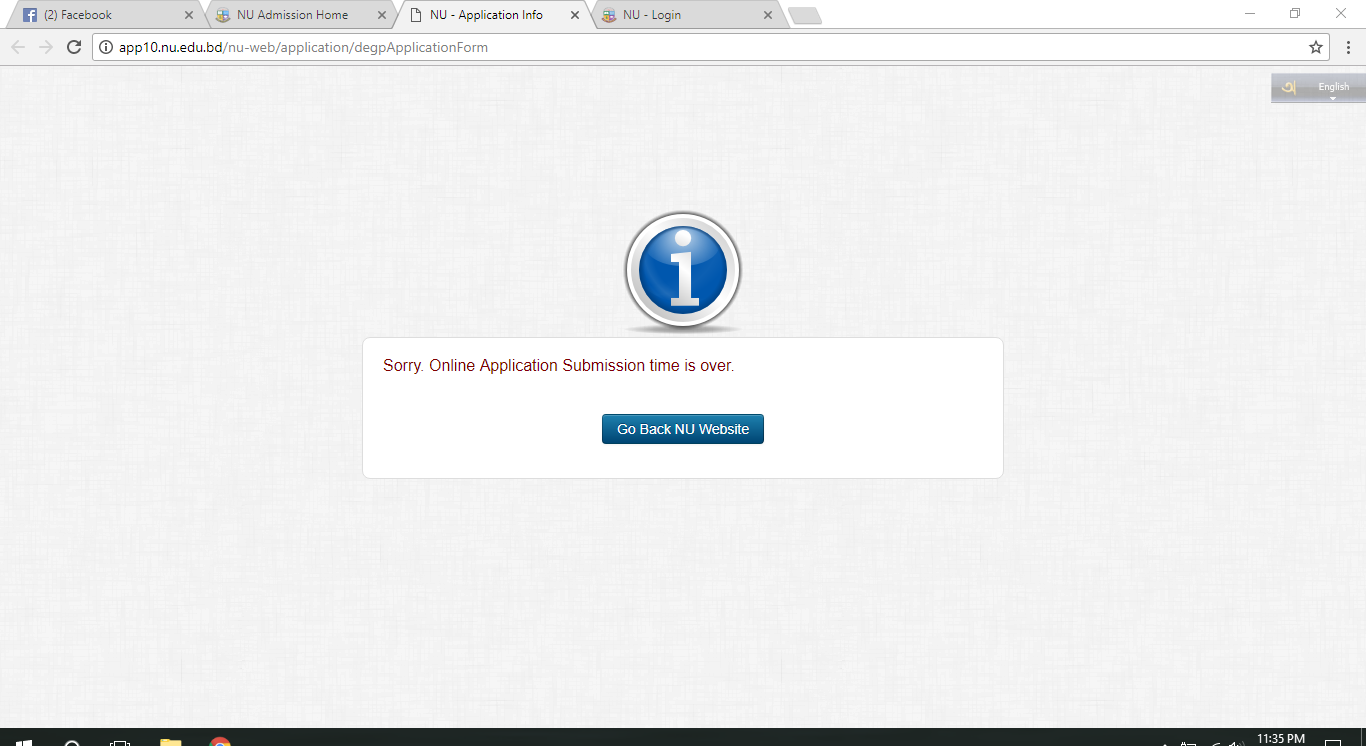 (2) Facebook
NU Admission Home
NU - Application Info
NU - Login
app10.nu.edu.bd/nu-web/application/degpApplicationForm
অ English
Sorry. Online Application Submission time is over.
Go Back NU Website
11:35 PM